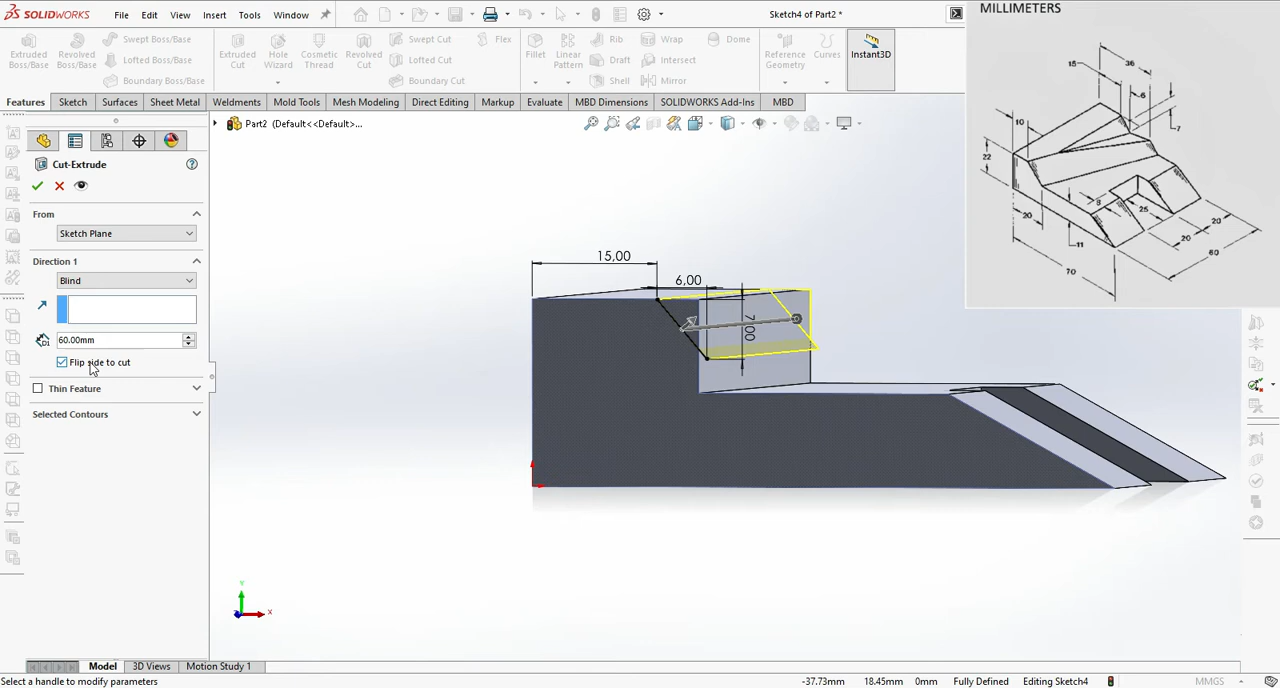 SOLIDWORKS File Edit View Insert Tools Window Sketch4 of Part2 *
Extruded Boss/Base
Revolved Boss/Base
Swept Boss/Base
Lofted Boss/Base
Boundary Boss/Base
Extruded Cut
Hole Wizard
Cosmetic Thread
Revolved Cut
Swept Cut
Lofted Cut
Boundary Cut
Flex
Fillet
Linear Pattern
Rib
Draft
Shell
Wrap
Intersect
Mirror
Dome
Reference Geometry
Curves
Instant3D
Features Sketch Surfaces Sheet Metal Weldments Mold Tools Mesh Modeling Direct Editing Markup Evaluate MBD Dimensions SOLIDWORKS Add-Ins MBD
Part2 (Default<<Default>...
Cut-Extrude
From
Sketch Plane
Direction 1
Blind
60.00mm
Flip side to cut
Thin Feature
Selected Contours
15,00
6,00
7,00
Y
X
MILLIMETERS
36
15
6
7
10
22
8
25
20
11
20
20
60
70
Model 3D Views Motion Study 1
Select a handle to modify parameters
-37.73mm 18.45mm 0mm Fully Defined Editing Sketch4 MMGS